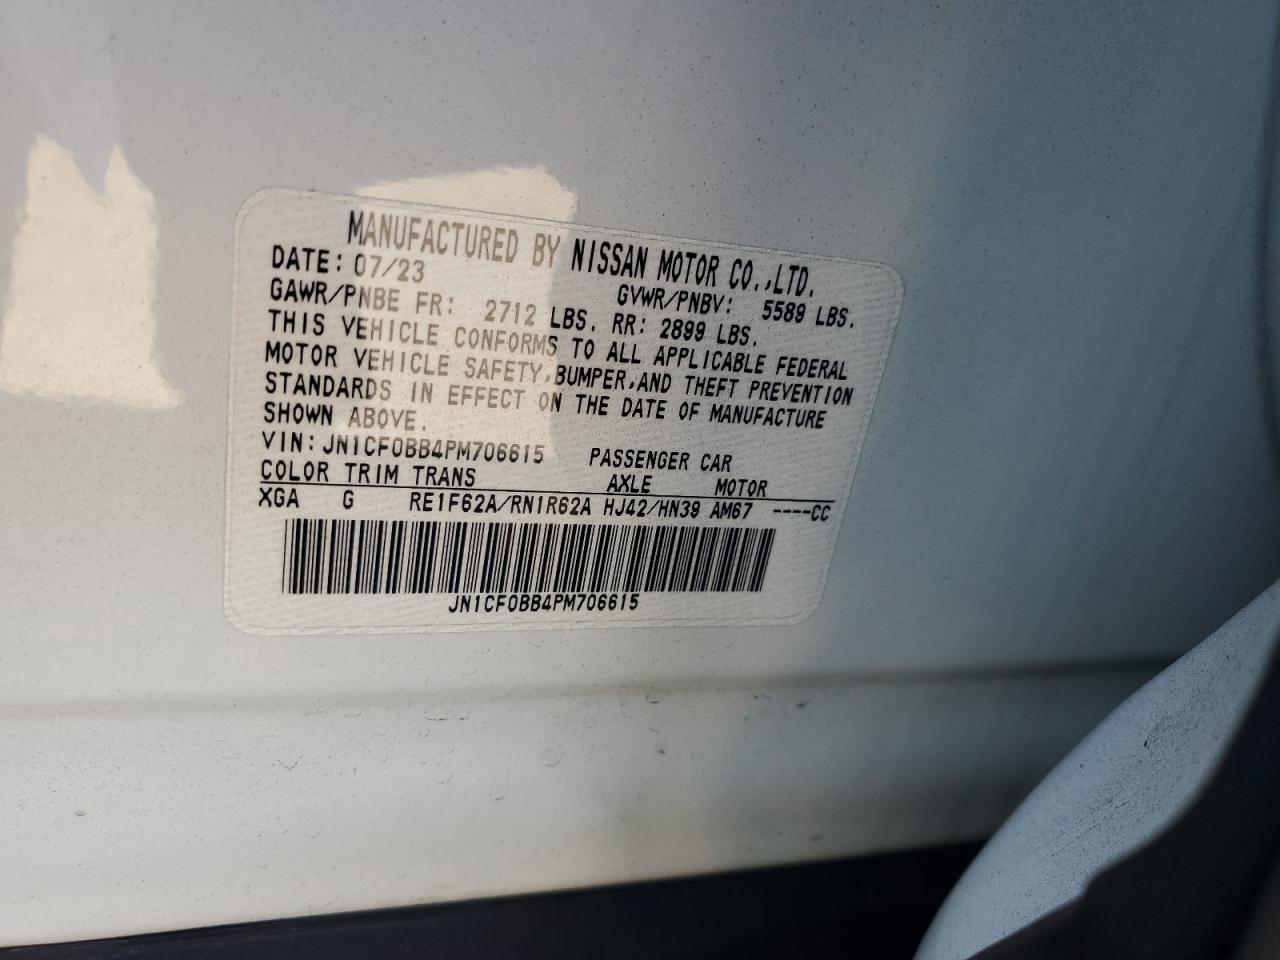 MANUFACTURED BY NISSAN MOTOR CO.,LTD.
DATE: 07/23 GVWR/PNBV: 5589 LBS.
GAWR/PNBE FR: 2712 LBS. RR: 2899 LBS.
THIS VEHICLE CONFORMS TO ALL APPLICABLE FEDERAL
MOTOR VEHICLE SAFETY,BUMPER,AND THEFT PREVENTION
STANDARDS IN EFFECT ON THE DATE OF MANUFACTURE
SHOWN ABOVE.
VIN: JN1CF0BB4PM706615 PASSENGER CAR
COLOR TRIM TRANS AXLE MOTOR
XGA G RE1F62A/RN1R62A HJ42/HN39 AM67 ----CC
JN1CF0BB4PM706615